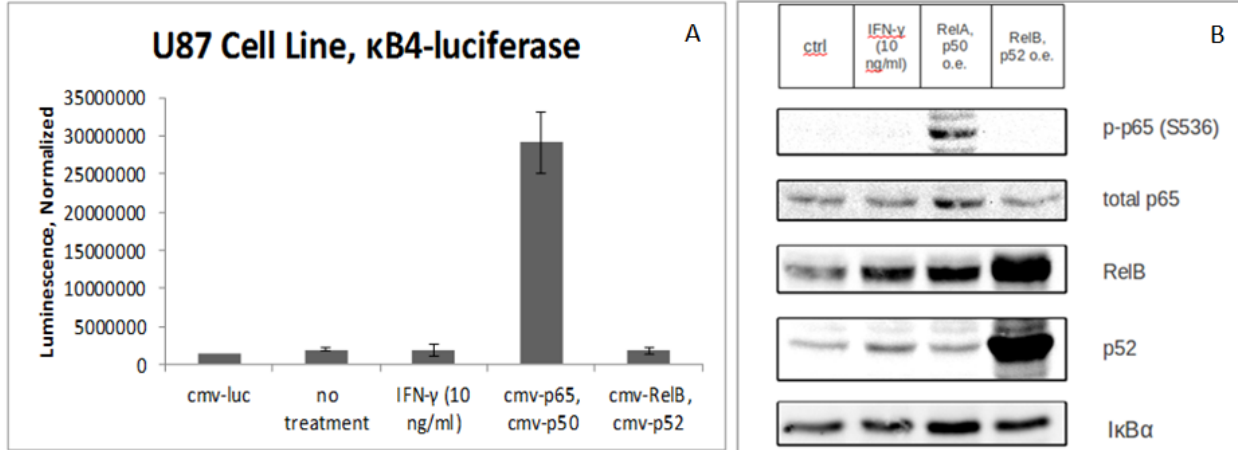 U87 Cell Line, κB4-luciferase
A
Luminescence, Normalized
35000000
30000000
25000000
20000000
15000000
10000000
5000000
0
cmv-luc
no
treatment
IFN-γ (10
ng/ml)
cmv-p65,
cmv-p50
cmv-RelB,
cmv-p52
B
ctrl
IFN-γ
(10
ng/ml)
RelA,
p50
o.e.
RelB,
p52 o.e.
p-p65 (S536)
total p65
RelB
p52
IκBα